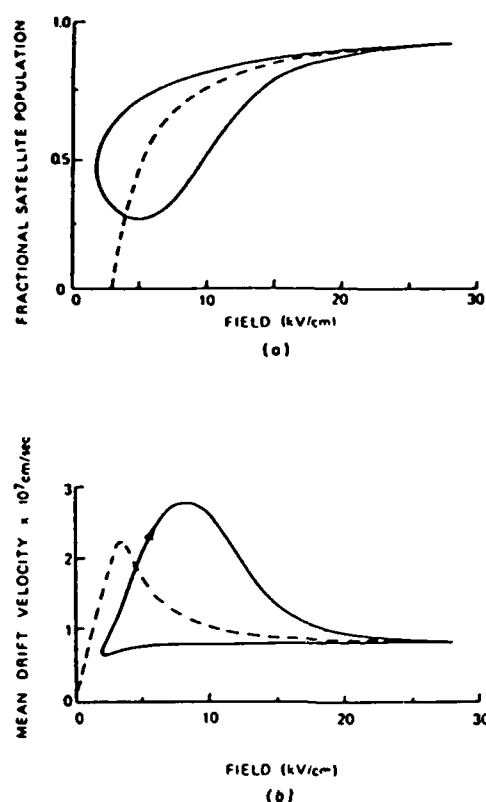 FRACTIONAL SATELLITE POPULATION
1.0
0.5
0
10
20
30
FIELD (kV/cm)
(a)
MEAN DRIFT VELOCITY x 10⁷cm/sec
3
2
1
0
0
10
20
30
FIELD (kV/cm)
(b)